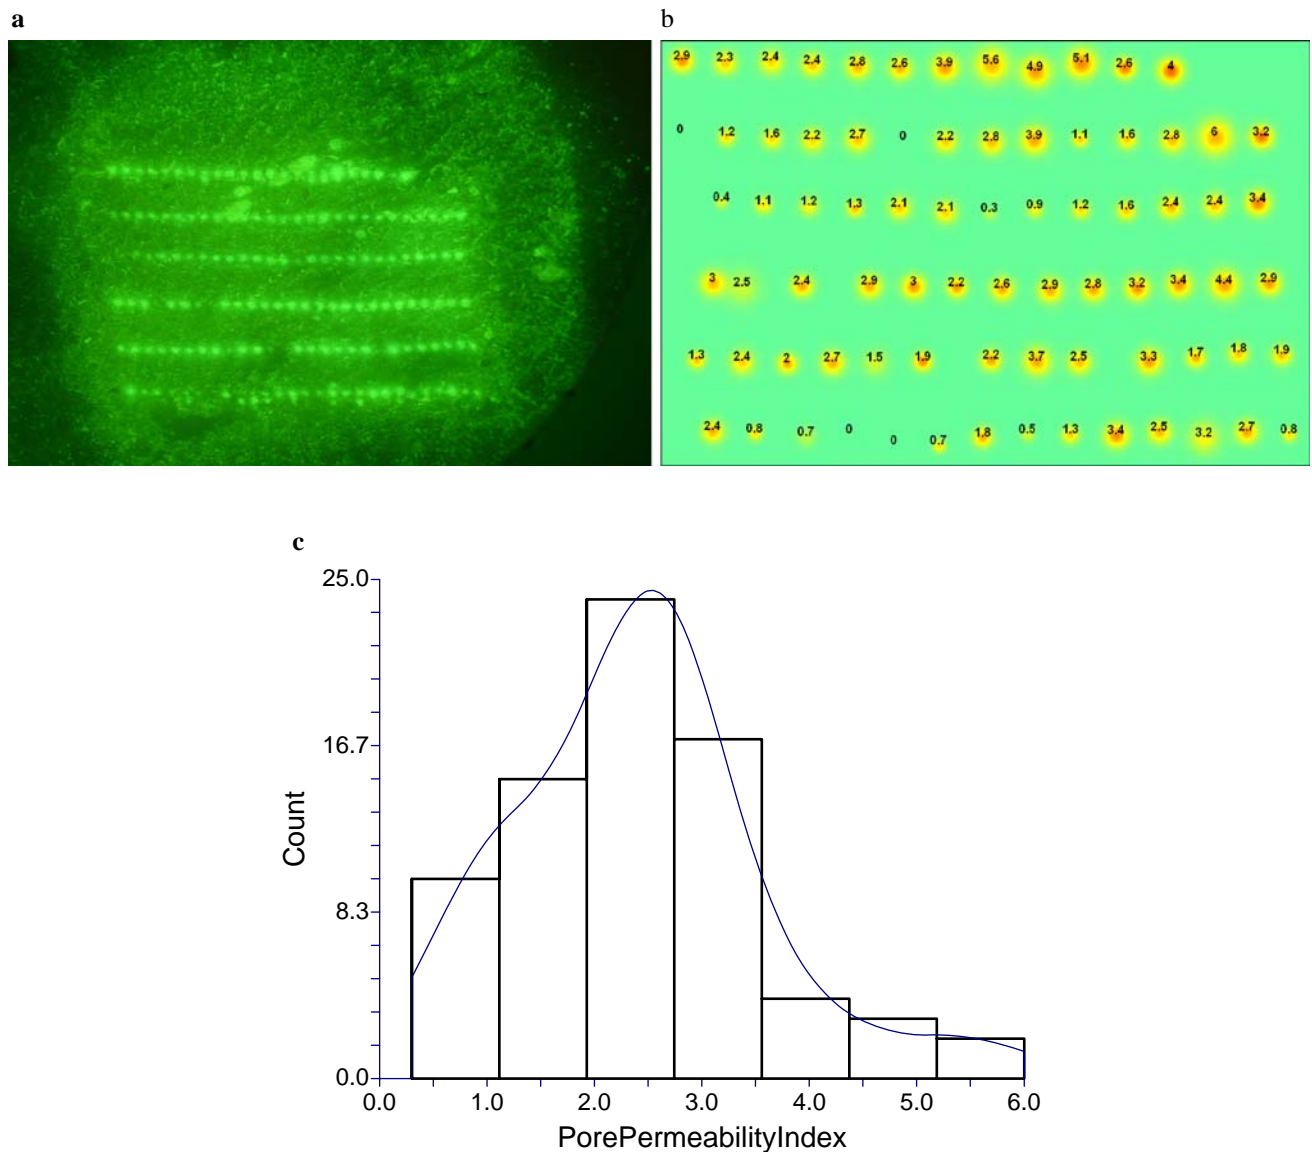 a
b
2.9 2.3 2.4 2.4 2.8 2.6 3.9 5.6 4.9 5.1 2.6 4
0 1.2 1.6 2.2 2.7 0 2.2 2.8 3.9 1.1 1.6 2.8 6 3.2
0.4 1.1 1.2 1.3 2.1 2.1 0.3 0.9 1.2 1.6 2.4 2.4 3.4
3 2.5 2.4 2.9 3 2.2 2.6 2.9 2.8 3.2 3.4 4.4 2.9
1.3 2.4 2 2.7 1.5 1.9 2.2 3.7 2.5 3.3 1.7 1.8 1.9
2.4 0.8 0.7 0 0 0.7 1.8 0.5 1.3 3.4 2.5 3.2 2.7 0.8
c
25.0
16.7
8.3
0.0
Count
0.0 1.0 2.0 3.0 4.0 5.0 6.0
PorePermeabilityIndex